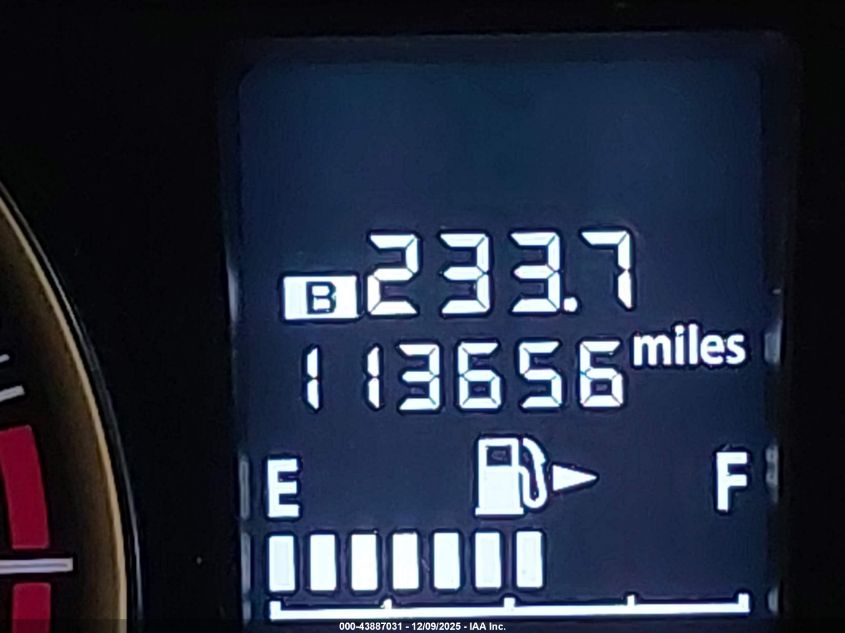 B 233.7
113656 miles
E F
000-43887031 - 12/09/2025 - IAA Inc.